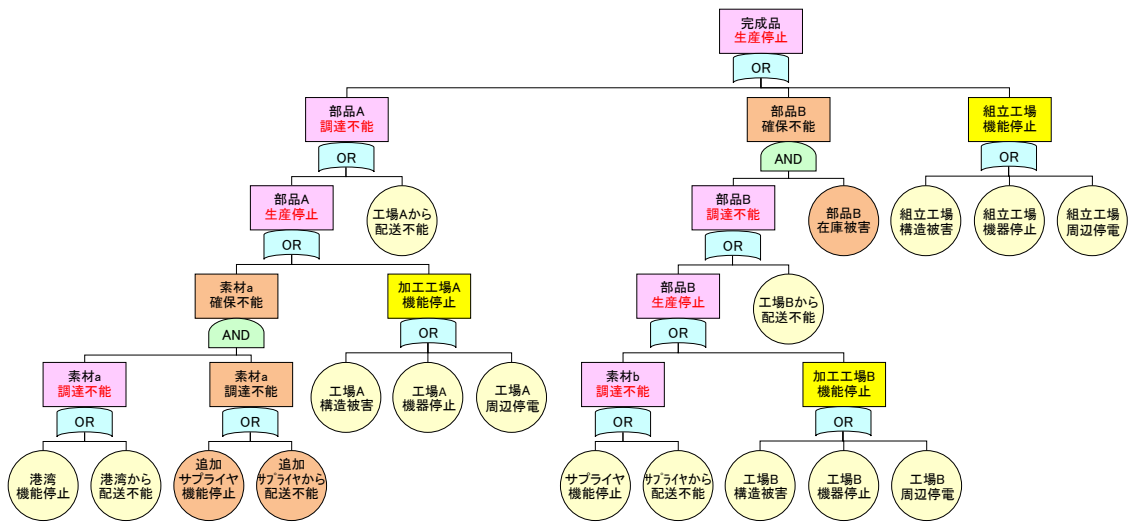 完成品
生産停止
OR
部品A
調達不能
部品B
確保不能
組立工場
機能停止
OR
AND
OR
部品A
生産停止
工場Aから
配送不能
部品B
調達不能
部品B
在庫被害
組立工場
構造被害
組立工場
機器停止
組立工場
周辺停電
OR
OR
素材a
確保不能
加工工場A
機能停止
部品B
生産停止
工場Bから
配送不能
AND
OR
OR
素材a
調達不能
素材a
調達不能
工場A
構造被害
工場A
機器停止
工場A
周辺停電
素材b
調達不能
加工工場B
機能停止
OR
OR
OR
OR
港湾
機能停止
港湾から
配送不能
追加
サプライヤ
機能停止
追加
サプライヤから
配送不能
サプライヤ
機能停止
サプライヤから
配送不能
工場B
構造被害
工場B
機器停止
工場B
周辺停電